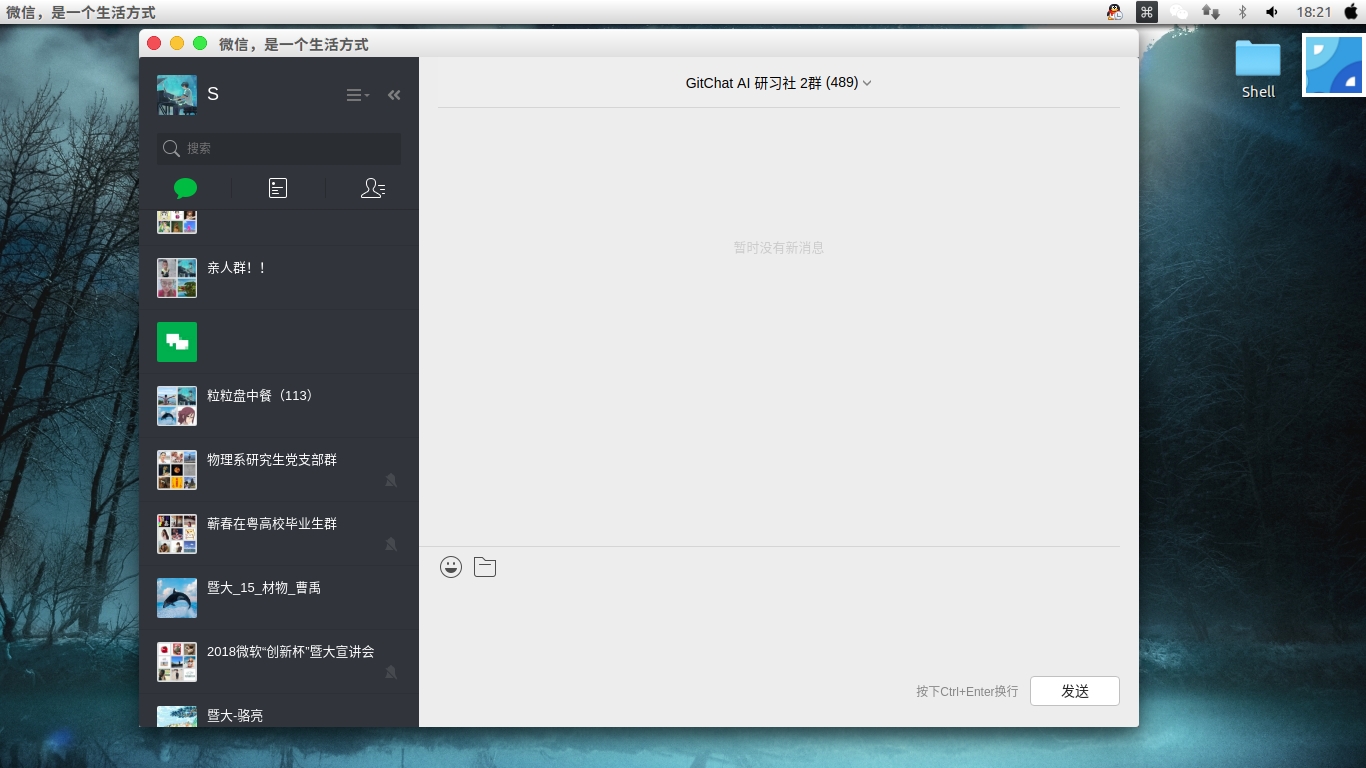 微信，是一个生活方式
18:21
微信，是一个生活方式
Shell
S
搜索
亲人群！！
粒粒盘中餐（113）
物理系研究生党支部群
蕲春在粤高校毕业生群
暨大_15_材物_曹禹
2018微软“创新杯”暨大宣讲会
暨大-骆亮
GitChat AI 研习社 2群 (489)
暂时没有新消息
按下Ctrl+Enter换行
发送